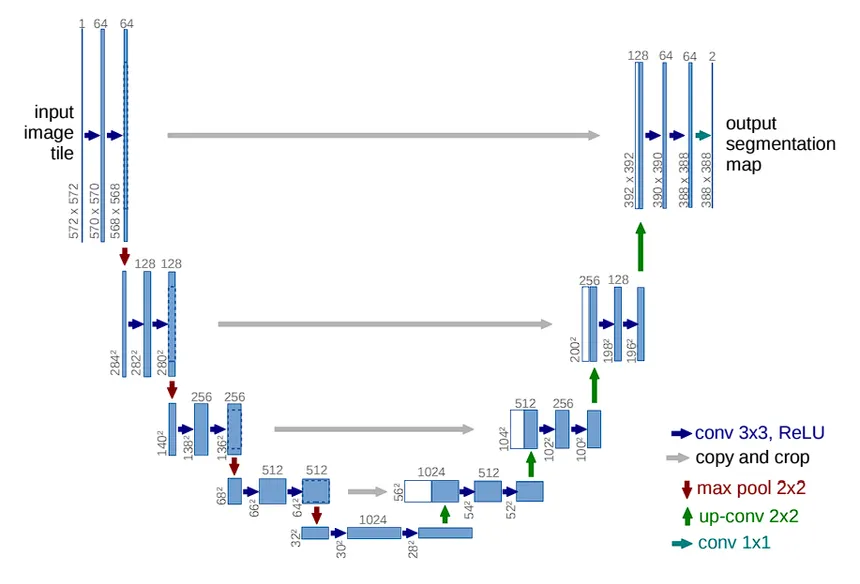 1 64 64
128 64 64 2
input
image
tile
output
segmentation
map
572 x 572
570 x 570
568 x 568
392 x 392
390 x 390
388 x 388
388 x 388
128 128
256 128
284²
282²
280²
200²
198²
196²
256 256
512 256
140²
138²
136²
104²
102²
100²
512 512
1024 512
68²
66²
64²
56²
54²
52²
1024
32²
30²
28²
conv 3x3, ReLU
copy and crop
max pool 2x2
up-conv 2x2
conv 1x1